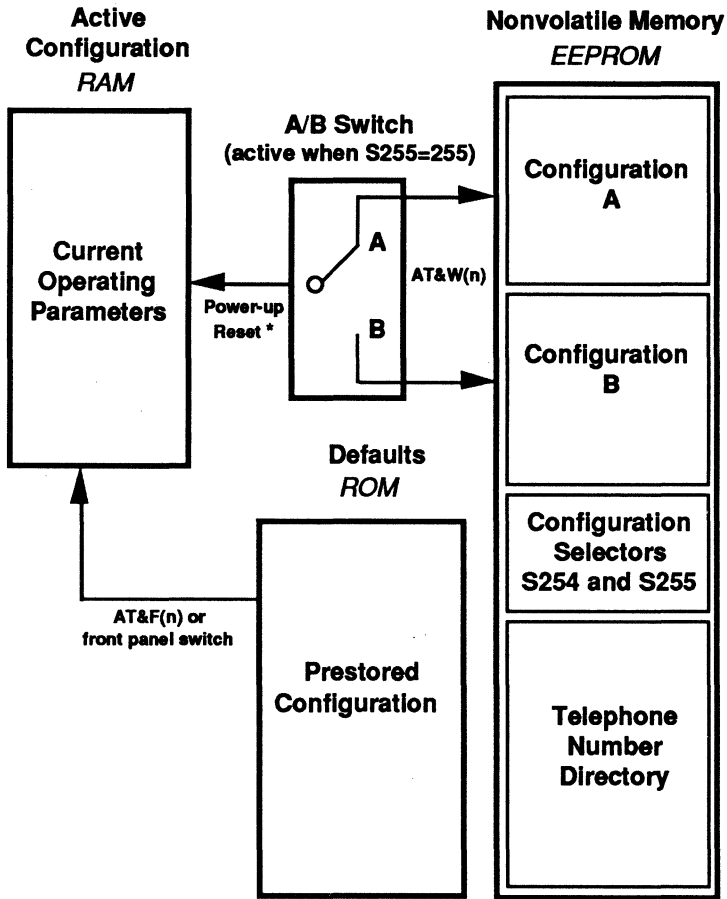 Active
Configuration
RAM
Nonvolatile Memory
EEPROM
A/B Switch
(active when S255=255)
Current
Operating
Parameters
Power-up
Reset *
A
B
AT&W(n)
Configuration
A
Configuration
B
Configuration
Selectors
S254 and S255
Telephone
Number
Directory
Defaults
ROM
AT&F(n) or
front panel switch
Prestored
Configuration